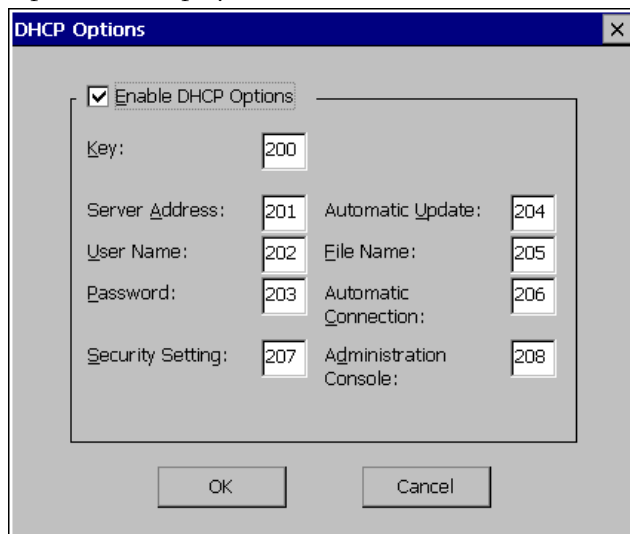 DHCP Options
Enable DHCP Options
Key: 200
Server Address: 201 Automatic Update: 204
User Name: 202 File Name: 205
Password: 203 Automatic Connection: 206
Security Setting: 207 Administration Console: 208
OK Cancel